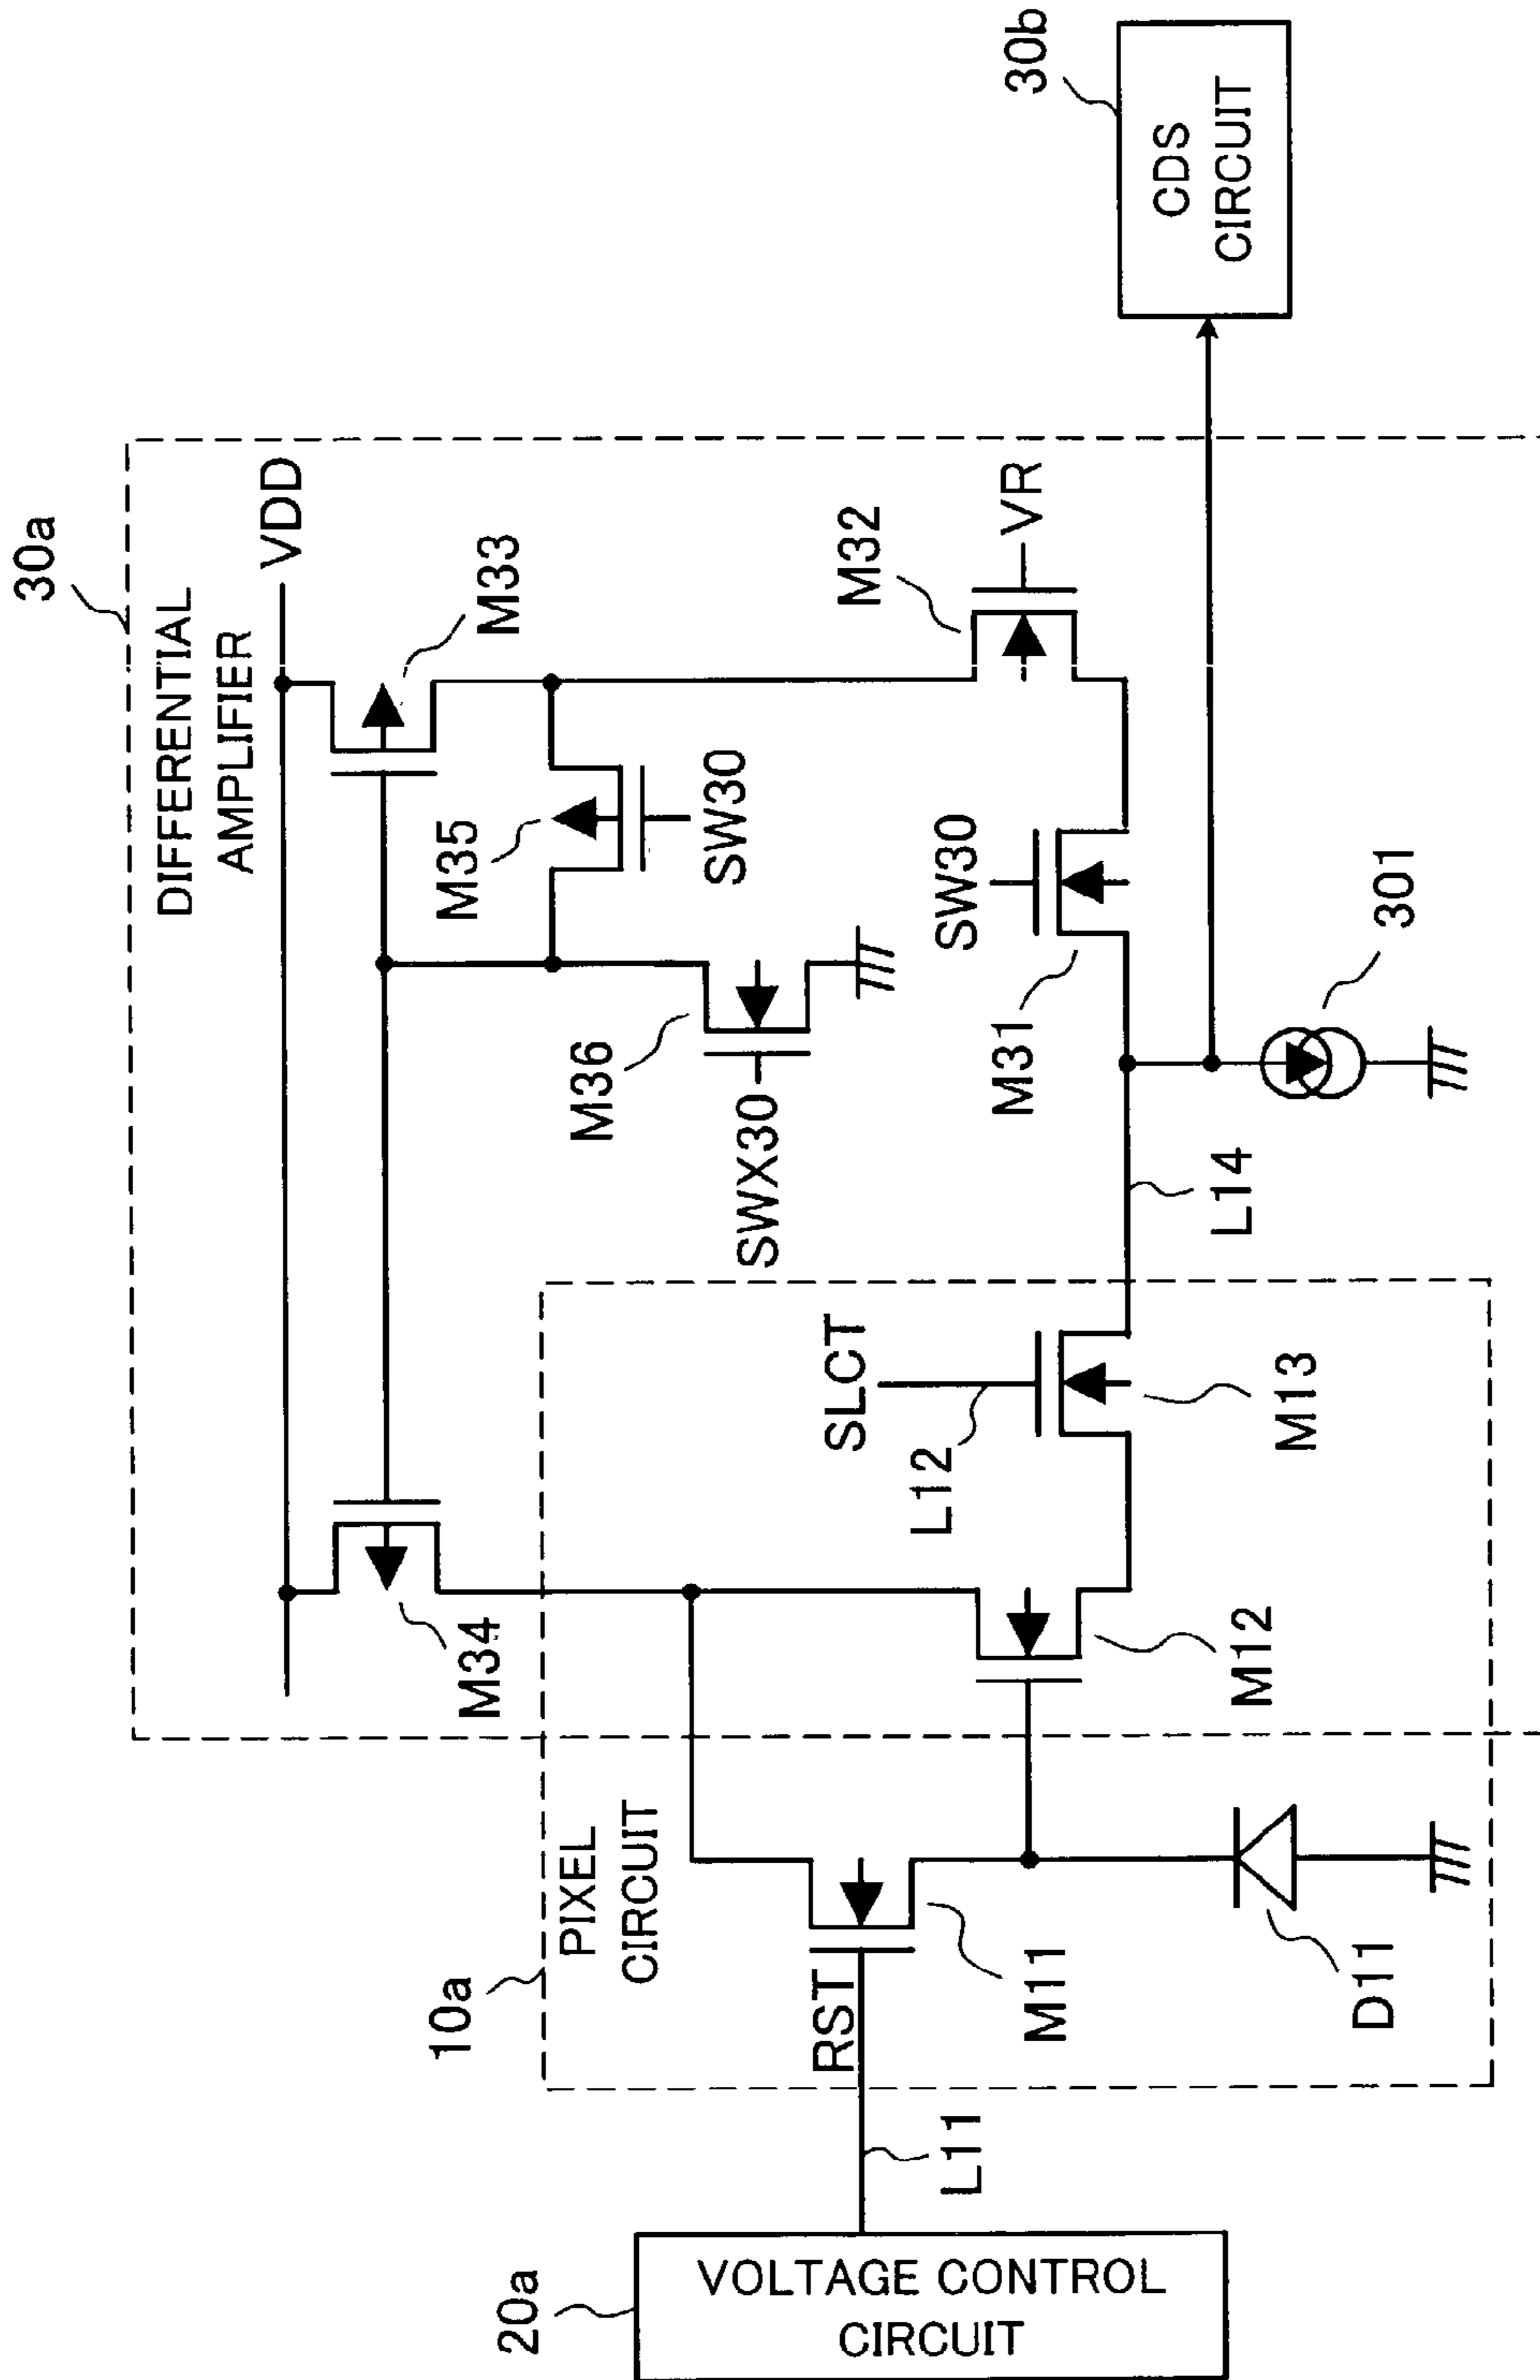 30a
DIFFERENTIAL
AMPLIFIER
VDD
M34
M33
M35
SW30
M36
SWX30
M32
VR
10a
PIXEL
CIRCUIT
RST
M11
L11
20a
VOLTAGE CONTROL
CIRCUIT
D11
M12
SLCT
L12
M13
L14
SW30
M31
301
30b
CDS
CIRCUIT